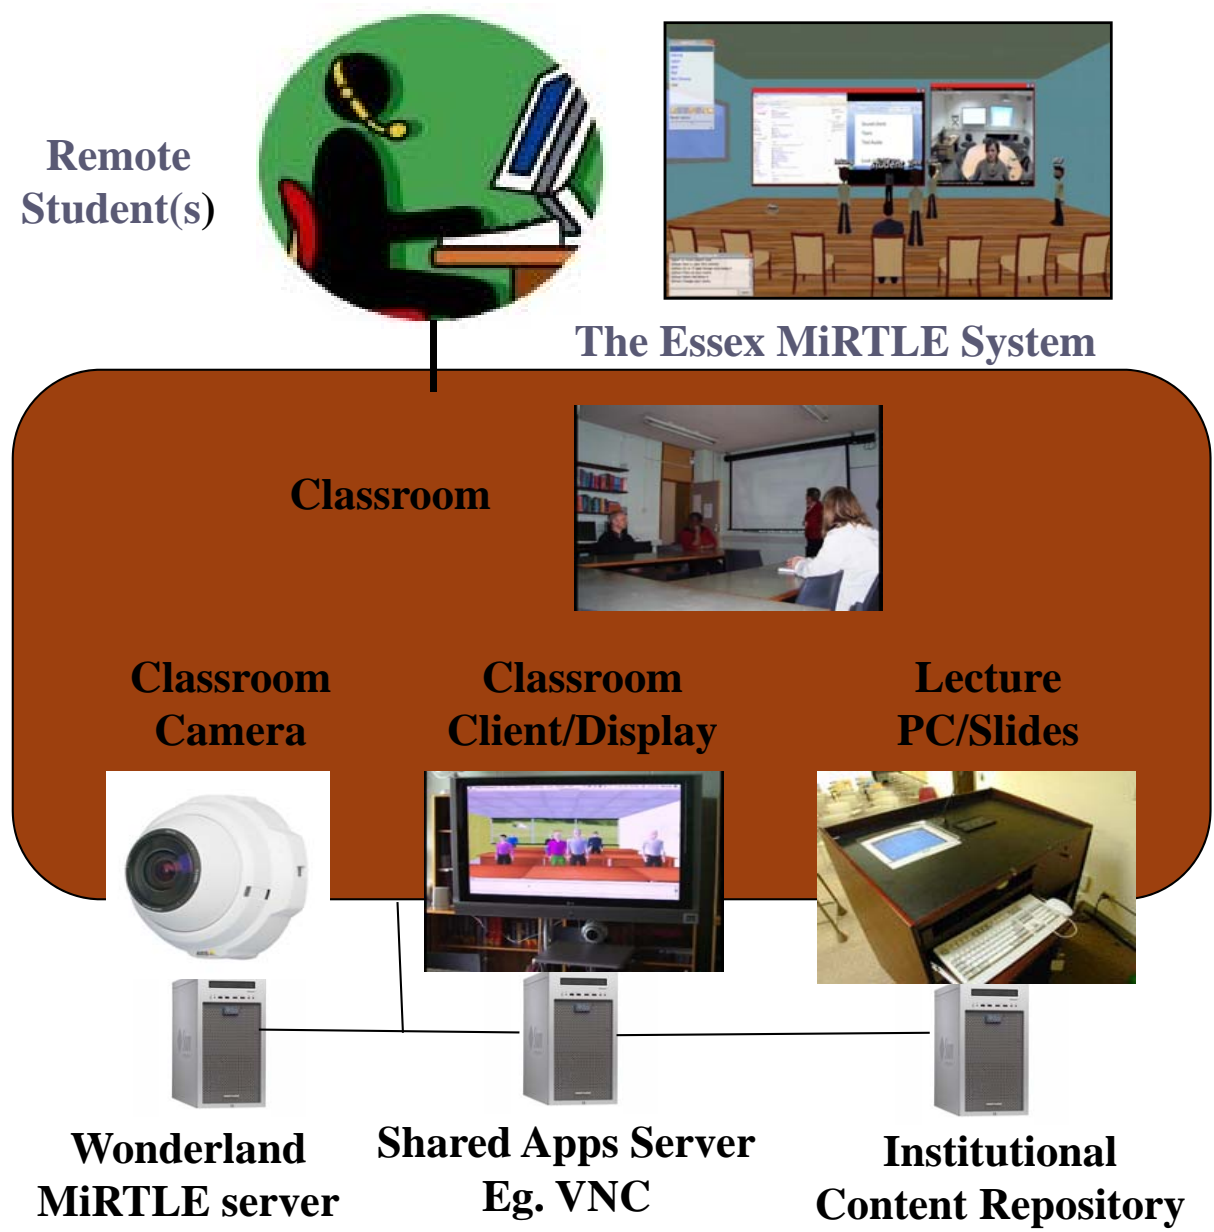 Remote
Student(s)
The Essex MiRTLE System
Classroom
Classroom
Camera
Classroom
Client/Display
Lecture
PC/Slides
Wonderland
MiRTLE server
Shared Apps Server
Eg. VNC
Institutional
Content Repository